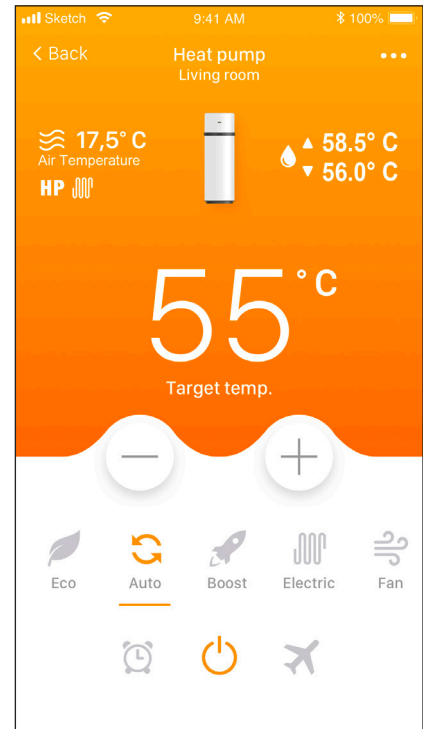 Sketch 9:41 AM 100%
< Back Heat pump
Living room
17,5° C
Air Temperature
HP
▲ 58.5° C
▼ 56.0° C
55°C
Target temp.
Eco Auto Boost Electric Fan